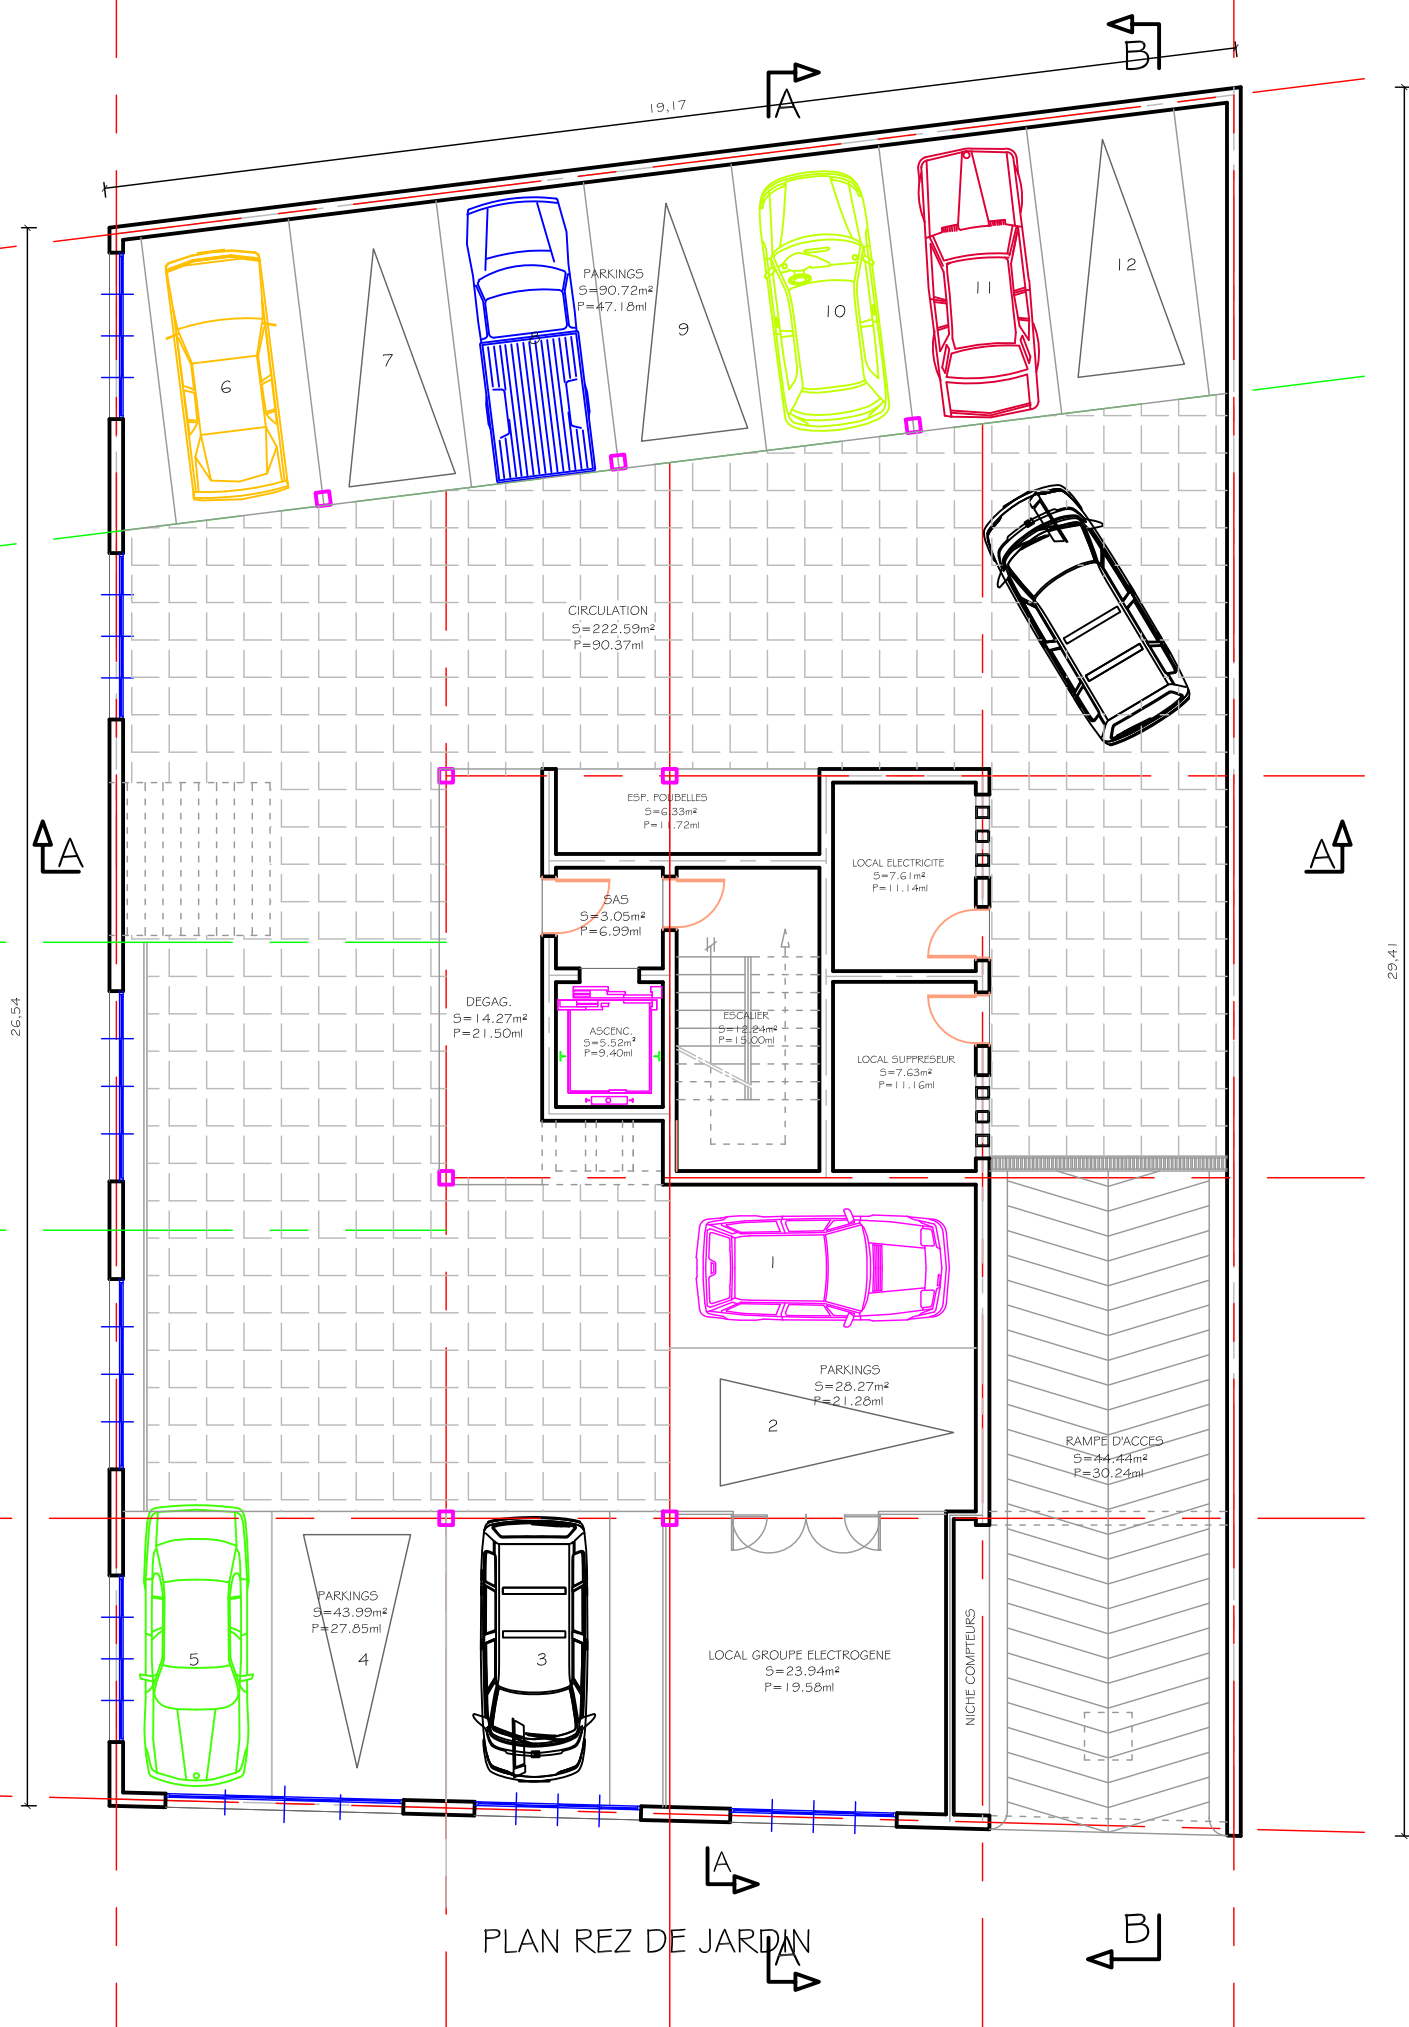 B
A
19,17
12
11
10
PARKINGS
S=90.72m²
P=47.18ml
9
8
7
6
CIRCULATION
S=222.59m²
P=90.37ml
ESP. POUBELLES
S=6.33m²
P=11.72ml
A
A
LOCAL ELECTRICITE
S=7.61m²
P=11.14ml
SAS
S=3.05m²
P=6.99ml
29,41
26,54
DEGAG.
S=14.27m²
P=21.50ml
ASCENC.
S=5.52m²
P=9.40ml
ESCALIER
S=12.24m²
P=15.00ml
LOCAL SUPPRESEUR
S=7.63m²
P=11.16ml
1
PARKINGS
S=28.27m²
P=21.28ml
2
RAMPE D'ACCES
S=44.44m²
P=30.24ml
PARKINGS
S=43.99m²
P=27.85ml
5
4
3
LOCAL GROUPE ELECTROGENE
S=23.94m²
P=19.58ml
NICHE COMPTEURS
A
B
PLAN REZ DE JARDIN
A